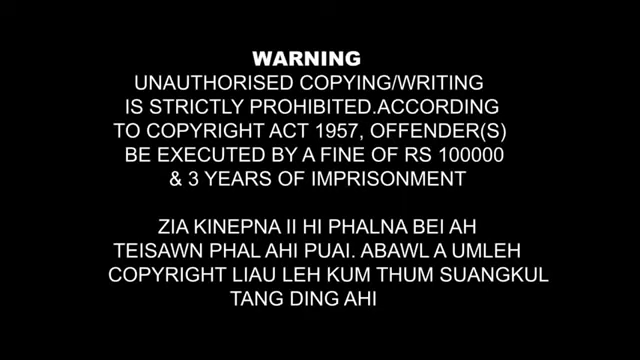 WARNING
UNAUTHORISED COPYING/WRITING
IS STRICTLY PROHIBITED.ACCORDING
TO COPYRIGHT ACT 1957, OFFENDER(S)
BE EXECUTED BY A FINE OF RS 100000
& 3 YEARS OF IMPRISONMENT
ZIA KINEPNA II HI PHALNA BEI AH
TEISAWN PHAL AHI PUAI. ABAWL A UMLEH
COPYRIGHT LIAU LEH KUM THUM SUANGKUL
TANG DING AHI